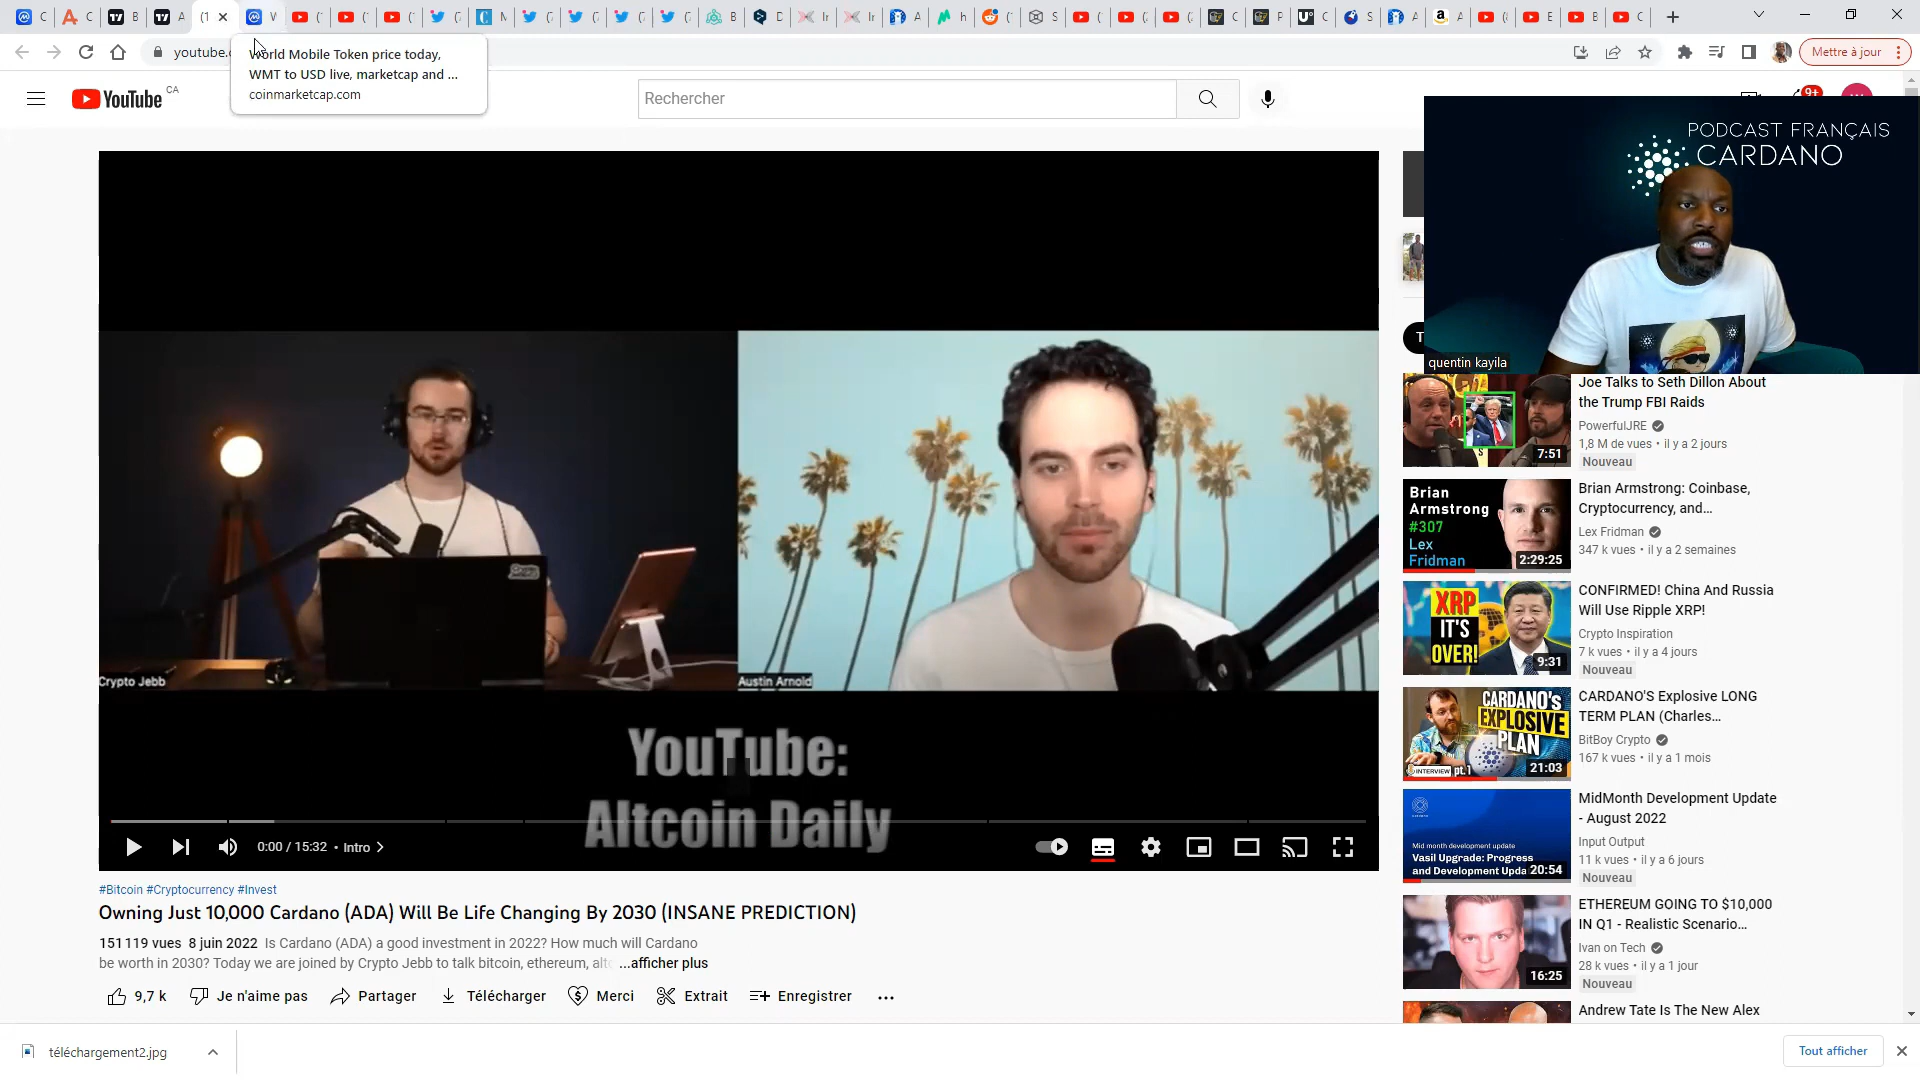 Mettre à jour
youtube.c
World Mobile Token price today,
WMT to USD live, marketcap and ...
coinmarketcap.com
YouTube CA
Rechercher
9+
PODCAST FRANÇAIS
CARDANO
quentin kayila
Crypto Jebb
Austin Arnold
YouTube:
Altcoin Daily
0:00 / 15:32 • Intro
#Bitcoin #Cryptocurrency #Invest
Owning Just 10,000 Cardano (ADA) Will Be Life Changing By 2030 (INSANE PREDICTION)
151 119 vues 8 juin 2022 Is Cardano (ADA) a good investment in 2022? How much will Cardano
be worth in 2030? Today we are joined by Crypto Jebb to talk bitcoin, ethereum, altc ...afficher plus
9,7 k Je n'aime pas Partager Télécharger Merci Extrait Enregistrer
7:51
Joe Talks to Seth Dillon About
the Trump FBI Raids
PowerfulJRE
1,8 M de vues • il y a 2 jours
Nouveau
Brian
Armstrong
#307
Lex
Fridman
2:29:25
Brian Armstrong: Coinbase,
Cryptocurrency, and...
Lex Fridman
347 k vues • il y a 2 semaines
XRP
IT'S
OVER!
9:31
CONFIRMED! China And Russia
Will Use Ripple XRP!
Crypto Inspiration
7 k vues • il y a 4 jours
Nouveau
CARDANO'S
EXPLOSIVE
PLAN
INTERVIEW pt.1
21:03
CARDANO'S Explosive LONG
TERM PLAN (Charles...
BitBoy Crypto
167 k vues • il y a 1 mois
Mid month development update
Vasil Upgrade: Progress
and Development Upda
20:54
MidMonth Development Update
- August 2022
Input Output
11 k vues • il y a 6 jours
Nouveau
16:25
ETHEREUM GOING TO $10,000
IN Q1 - Realistic Scenario...
Ivan on Tech
28 k vues • il y a 1 jour
Nouveau
Andrew Tate Is The New Alex
téléchargement2.jpg
Tout afficher